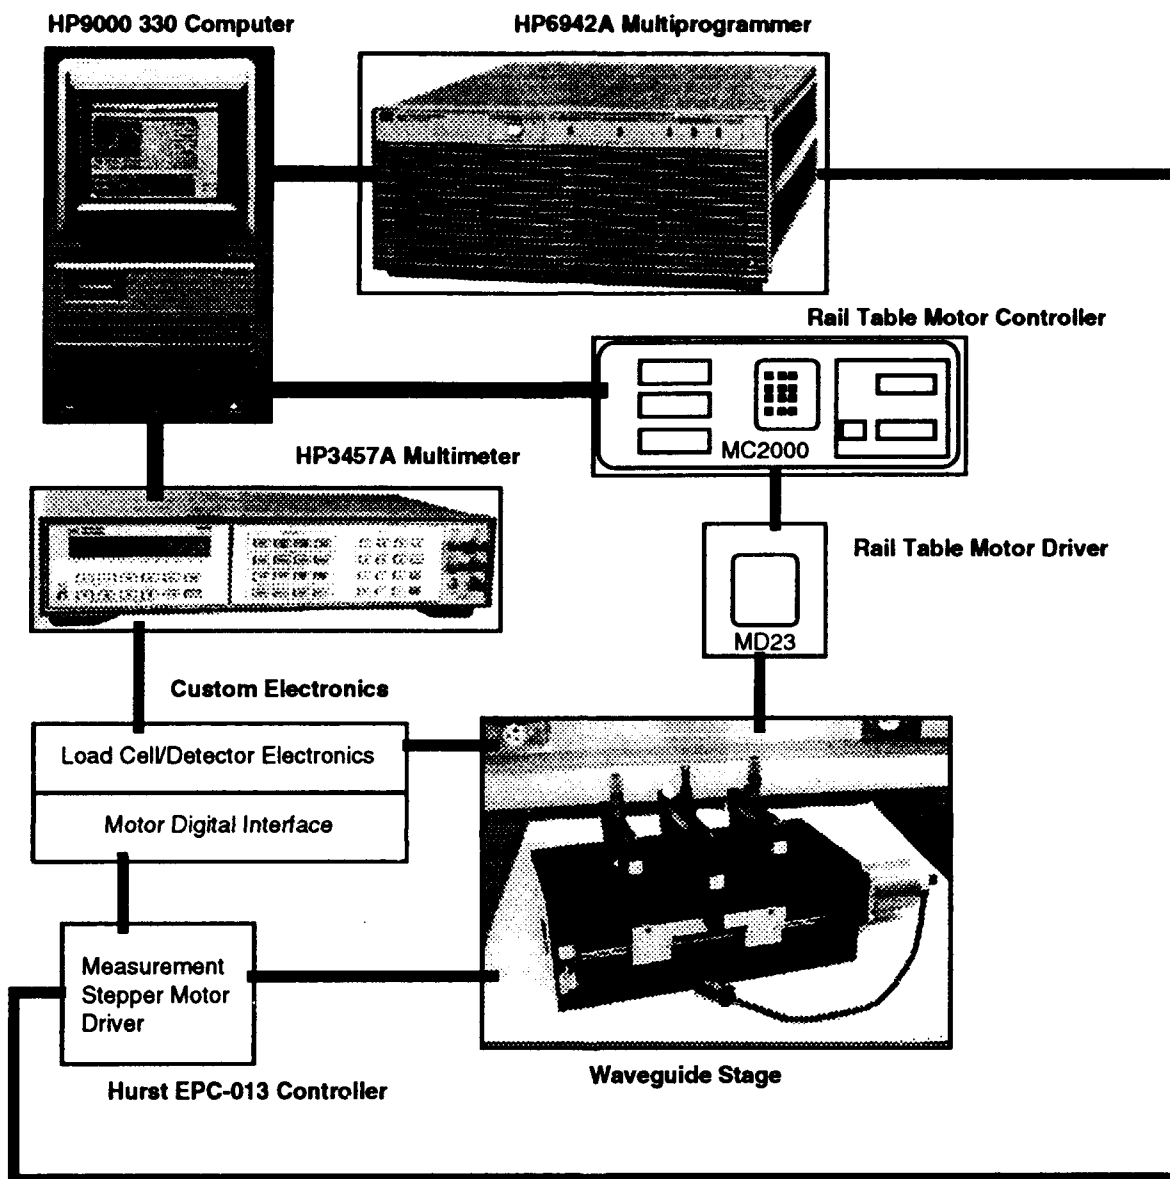 HP9000 330 Computer
HP6942A Multiprogrammer
Rail Table Motor Controller
MC2000
HP3457A Multimeter
Rail Table Motor Driver
MD23
Custom Electronics
Load Cell/Detector Electronics
Motor Digital Interface
Measurement
Stepper Motor
Driver
Waveguide Stage
Hurst EPC-013 Controller